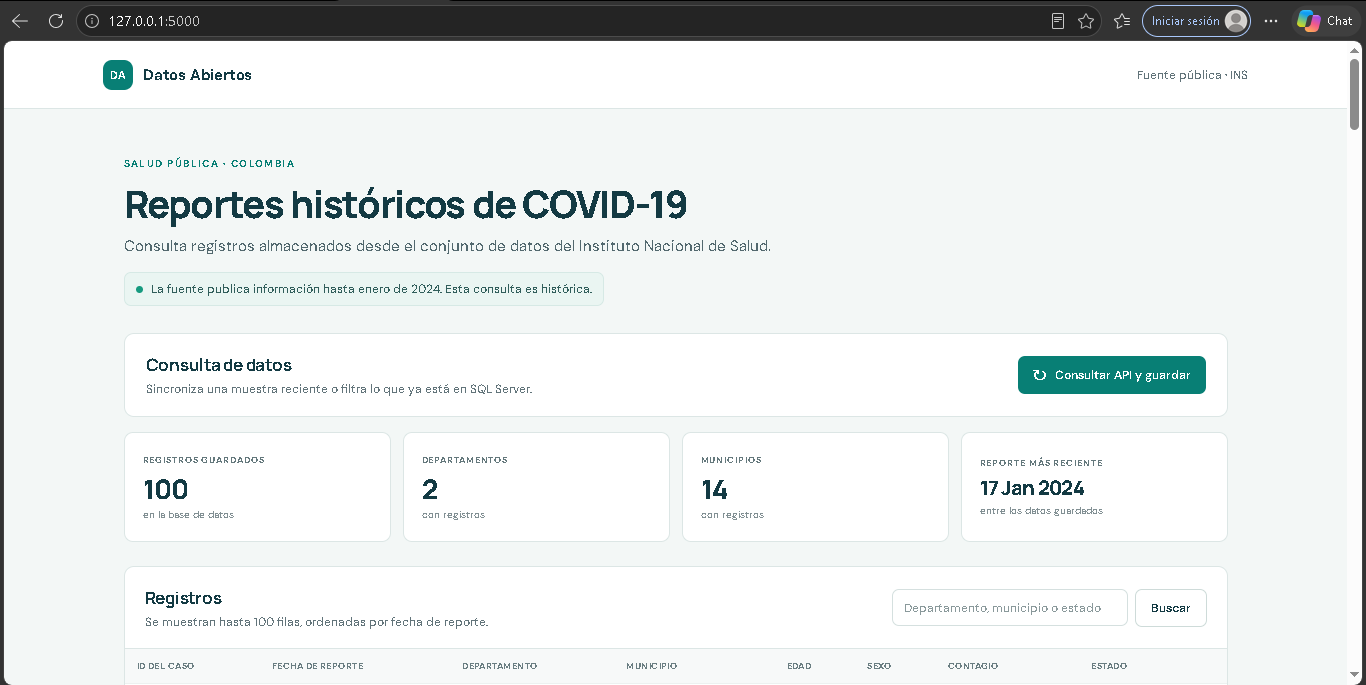 127.0.0.1:5000
Iniciar sesión
Chat
DA
Datos Abiertos
Fuente pública · INS
SALUD PÚBLICA · COLOMBIA
Reportes históricos de COVID-19
Consulta registros almacenados desde el conjunto de datos del Instituto Nacional de Salud.
La fuente publica información hasta enero de 2024. Esta consulta es histórica.
Consulta de datos
Sincroniza una muestra reciente o filtra lo que ya está en SQL Server.
Consultar API y guardar
REGISTROS GUARDADOS
100
en la base de datos
DEPARTAMENTOS
2
con registros
MUNICIPIOS
14
con registros
REPORTE MÁS RECIENTE
17 Jan 2024
entre los datos guardados
Registros
Se muestran hasta 100 filas, ordenadas por fecha de reporte.
Departamento, municipio o estado
Buscar
ID DEL CASO FECHA DE REPORTE DEPARTAMENTO MUNICIPIO EDAD SEXO CONTAGIO ESTADO